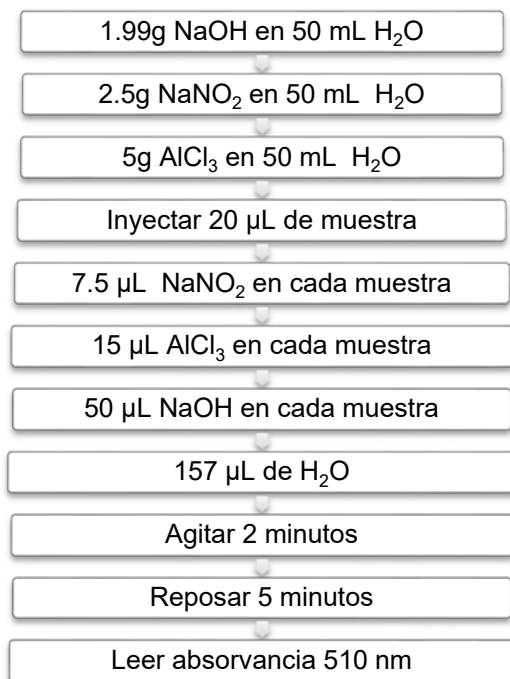 1.99g NaOH en 50 mL H₂O
2.5g NaNO₂ en 50 mL H₂O
5g AlCl₃ en 50 mL H₂O
Inyectar 20 µL de muestra
7.5 µL NaNO₂ en cada muestra
15 µL AlCl₃ en cada muestra
50 µL NaOH en cada muestra
157 µL de H₂O
Agitar 2 minutos
Reposar 5 minutos
Leer absorvancia 510 nm